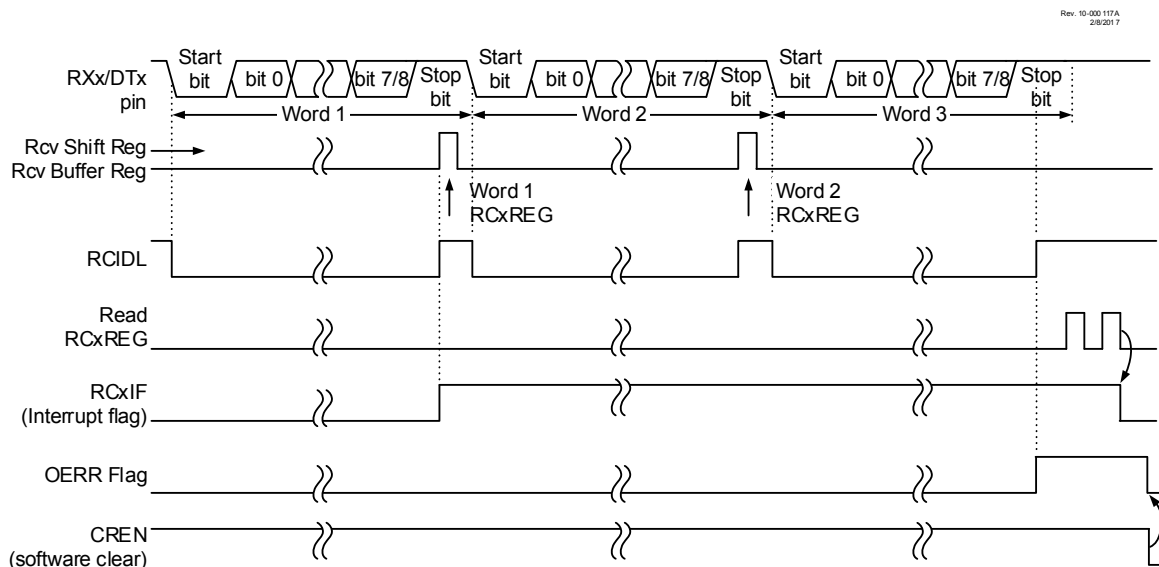 Rev. 10-000 117A
2/8/201 7
RXx/DTx
pin
Start
bit
bit 0
bit 7/8
Stop
bit
Start
bit
bit 0
bit 7/8
Stop
bit
Start
bit
bit 0
bit 7/8
Stop
bit
Word 1
Word 2
Word 3
Rcv Shift Reg
Rcv Buffer Reg
Word 1
RCxREG
Word 2
RCxREG
RCIDL
Read
RCxREG
RCxIF
(Interrupt flag)
OERR Flag
CREN
(software clear)